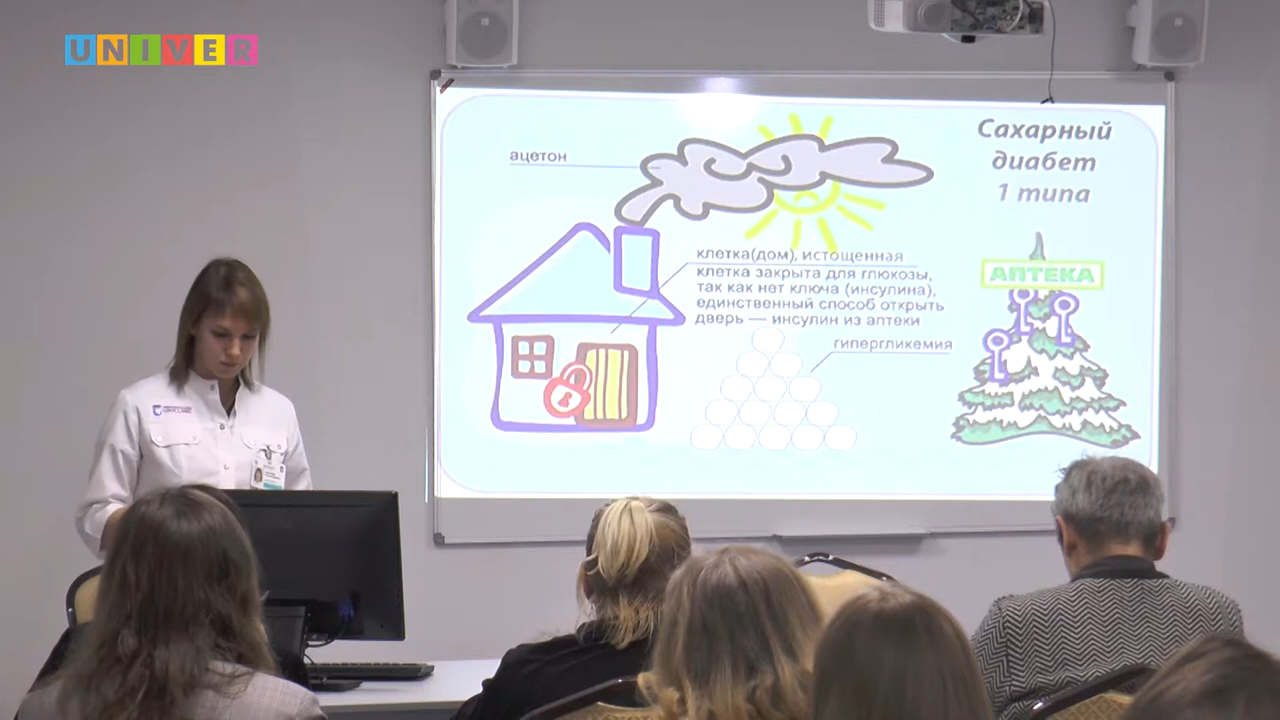 UNIVER
Сахарный
диабет
1 типа
ацетон
клетка(дом), истощенная
клетка закрыта для глюкозы,
так как нет ключа (инсулина),
единственный способ открыть
дверь — инсулин из аптеки
гипергликемия
АПТЕКА